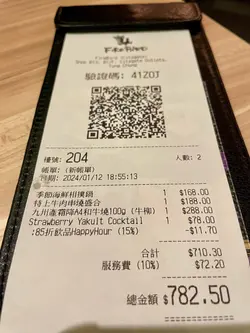 驗證碼: 41ZOJ
檯號: 204
人數: 2
帳單: (新帳單)
日期: 2024/01/12 18:55:13
季節海鮮相撲鍋 1 $168.00
特上牛肉串燒盛合 1 $188.00
九州產霜降A4和牛燒100g (牛柳) 1 $288.00
Strawberry Yakult Cocktail 1 $78.00
:85折飲品HappyHour (15%) -$11.70
合計 $710.30
服務費 (10%) $72.20
總金額 $782.50